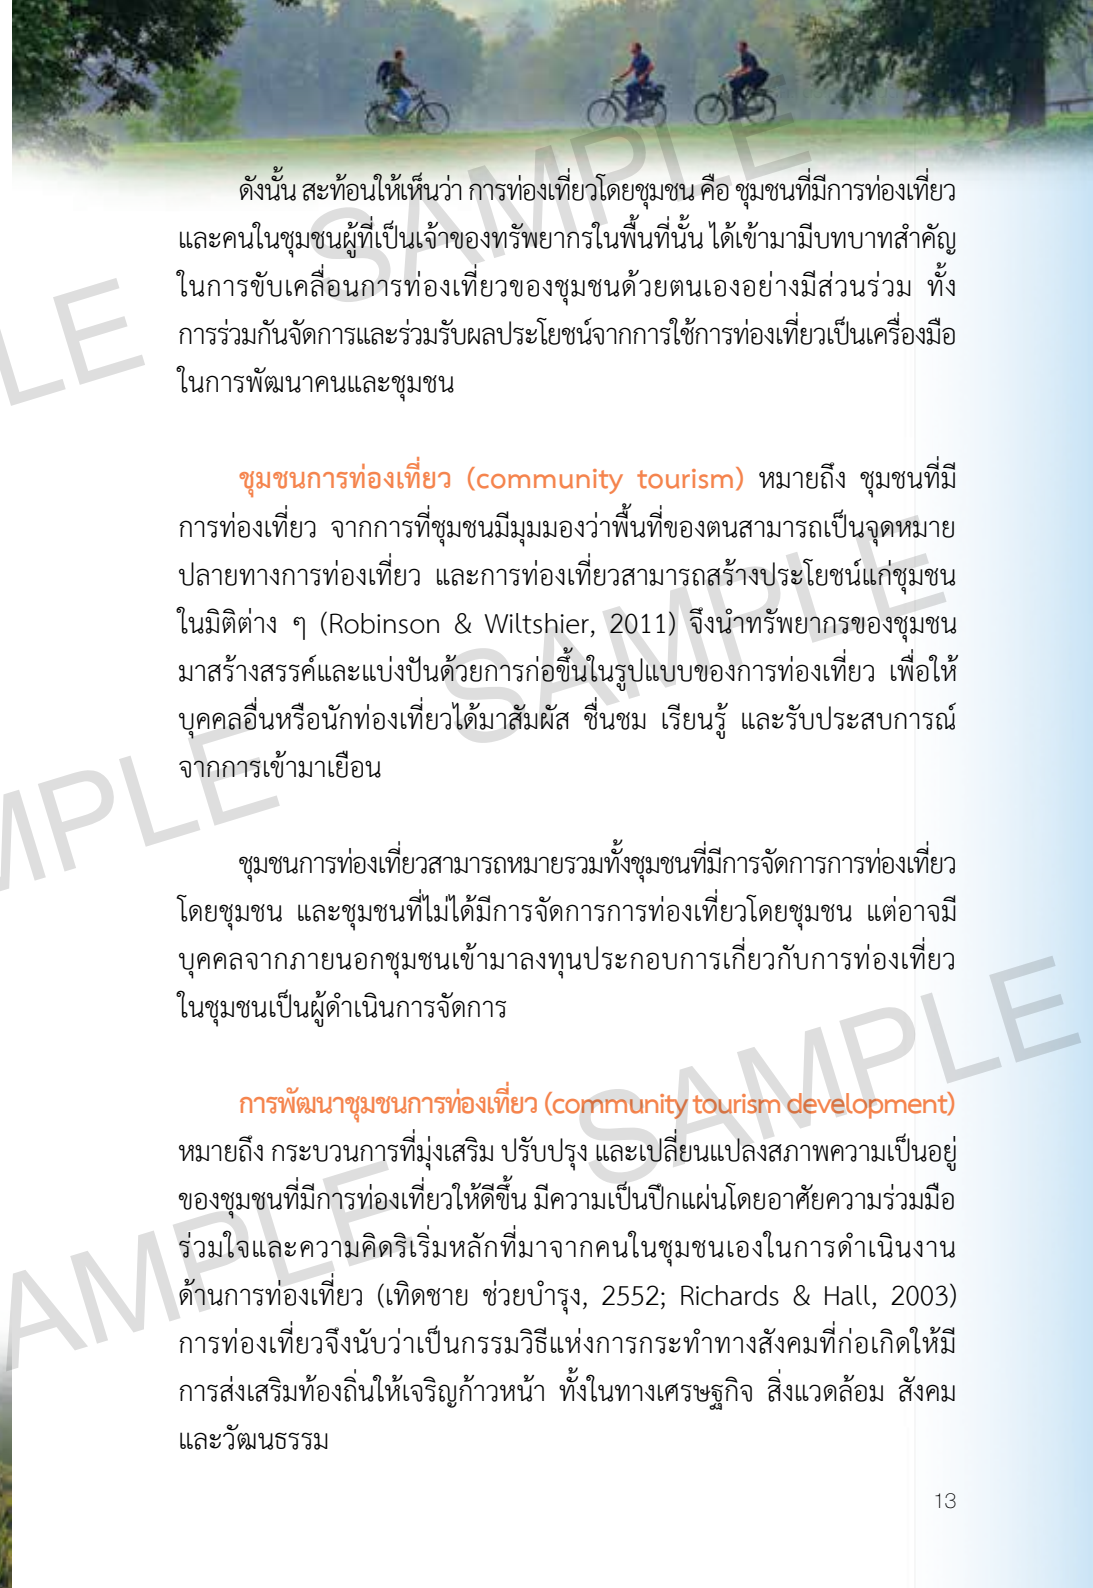 ดังนั้น สะท้อนให้เห็นว่า การท่องเที่ยวโดยชุมชน คือ ชุมชนที่มีการท่องเที่ยว
และคนในชุมชนผู้ที่เป็นเจ้าของทรัพยากรในพื้นที่นั้น ได้เข้ามามีบทบาทสำคัญ
ในการขับเคลื่อนการท่องเที่ยวของชุมชนด้วยตนเองอย่างมีส่วนร่วม ทั้ง
การร่วมกันจัดการและร่วมรับผลประโยชน์จากการใช้การท่องเที่ยวเป็นเครื่องมือ
ในการพัฒนาคนและชุมชน
ชุมชนการท่องเที่ยว (community tourism) หมายถึง ชุมชนที่มี
การท่องเที่ยว จากการที่ชุมชนมีมุมมองว่าพื้นที่ของตนสามารถเป็นจุดหมาย
ปลายทางการท่องเที่ยว และการท่องเที่ยวสามารถสร้างประโยชน์แก่ชุมชน
ในมิติต่าง ๆ (Robinson & Wiltshier, 2011) จึงนำทรัพยากรของชุมชน
มาสร้างสรรค์และแบ่งปันด้วยการก่อขึ้นในรูปแบบของการท่องเที่ยว เพื่อให้
บุคคลอื่นหรือนักท่องเที่ยวได้มาสัมผัส ชื่นชม เรียนรู้ และรับประสบการณ์
จากการเข้ามาเยือน
ชุมชนการท่องเที่ยวสามารถหมายรวมทั้งชุมชนที่มีการจัดการการท่องเที่ยว
โดยชุมชน และชุมชนที่ไม่ได้มีการจัดการการท่องเที่ยวโดยชุมชน แต่อาจมี
บุคคลจากภายนอกชุมชนเข้ามาลงทุนประกอบการเกี่ยวกับการท่องเที่ยว
ในชุมชนเป็นผู้ดำเนินการจัดการ
การพัฒนาชุมชนการท่องเที่ยว (community tourism development)
หมายถึง กระบวนการที่มุ่งเสริม ปรับปรุง และเปลี่ยนแปลงสภาพความเป็นอยู่
ของชุมชนที่มีการท่องเที่ยวให้ดีขึ้น มีความเป็นปึกแผ่นโดยอาศัยความร่วมมือ
ร่วมใจและความคิดริเริ่มหลักที่มาจากคนในชุมชนเองในการดำเนินงาน
ด้านการท่องเที่ยว (เทิดชาย ช่วยบำรุง, 2552; Richards & Hall, 2003)
การท่องเที่ยวจึงนับว่าเป็นกรรมวิธีแห่งการกระทำทางสังคมที่ก่อเกิดให้มี
การส่งเสริมท้องถิ่นให้เจริญก้าวหน้า ทั้งในทางเศรษฐกิจ สิ่งแวดล้อม สังคม
และวัฒนธรรม
13
SAMPLE
SAMPLE
SAMPLE
LE
MPLE
AMPLE